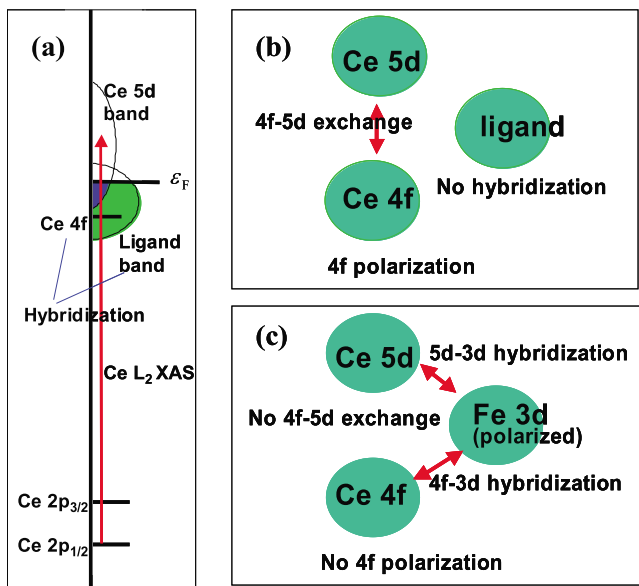 (a)
Ce 5d
band
εF
Ce 4f
Ligand
band
Hybridization
Ce L2 XAS
Ce 2p3/2
Ce 2p1/2
(b)
Ce 5d
4f-5d exchange
ligand
No hybridization
Ce 4f
4f polarization
(c)
Ce 5d
5d-3d hybridization
No 4f-5d exchange
Fe 3d
(polarized)
4f-3d hybridization
Ce 4f
No 4f polarization